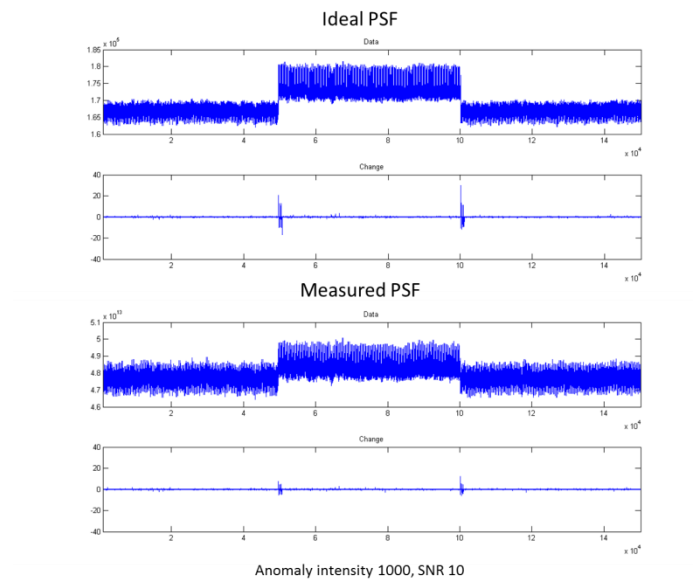 Ideal PSF
Data
x 10^6
1.85
1.8
1.75
1.7
1.65
1.6
2 4 6 8 10 12 14
x 10^4
Change
40
20
0
-20
-40
2 4 6 8 10 12 14
x 10^4
Measured PSF
Data
x 10^13
5.1
5
4.9
4.8
4.7
4.6
2 4 6 8 10 12 14
x 10^4
Change
40
20
0
-20
-40
2 4 6 8 10 12 14
x 10^4
Anomaly intensity 1000, SNR 10